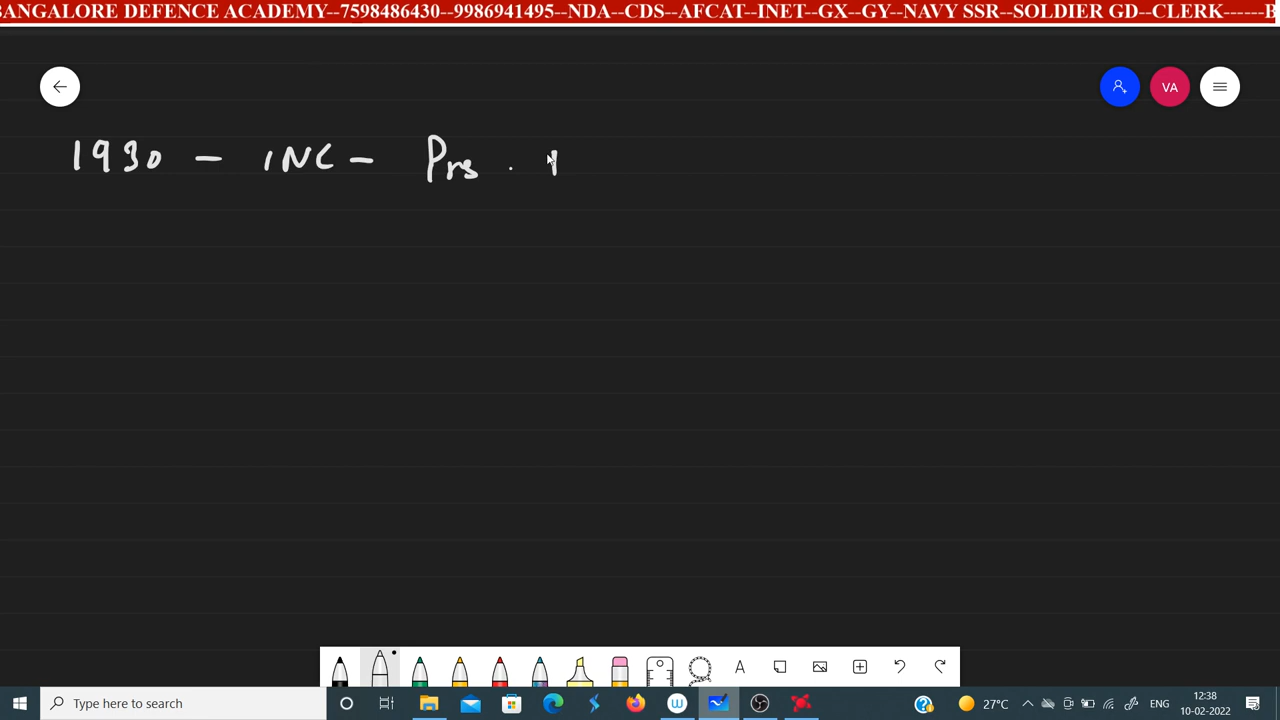 BANGALORE DEFENCE ACADEMY--7598486430--9986941495--NDA--CDS--AFCAT--INET--GX--GY--NAVY SSR--SOLDIER GD--CLERK------B
VA
1930 - INC - Prs .
A
Type here to search
27°C
ENG
12:38
10-02-2022